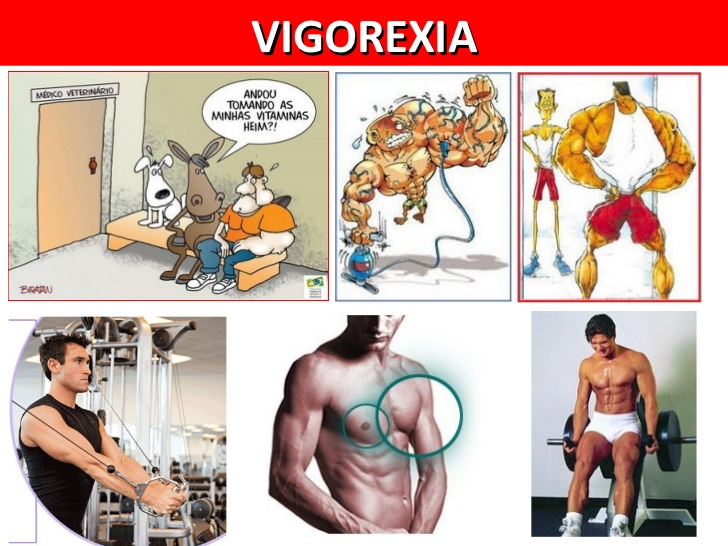 VIGOREXIA
MÉDICO VETERINÁRIO
ANDOU
TOMANDO AS
MINHAS VITAMINAS
HEIM?!